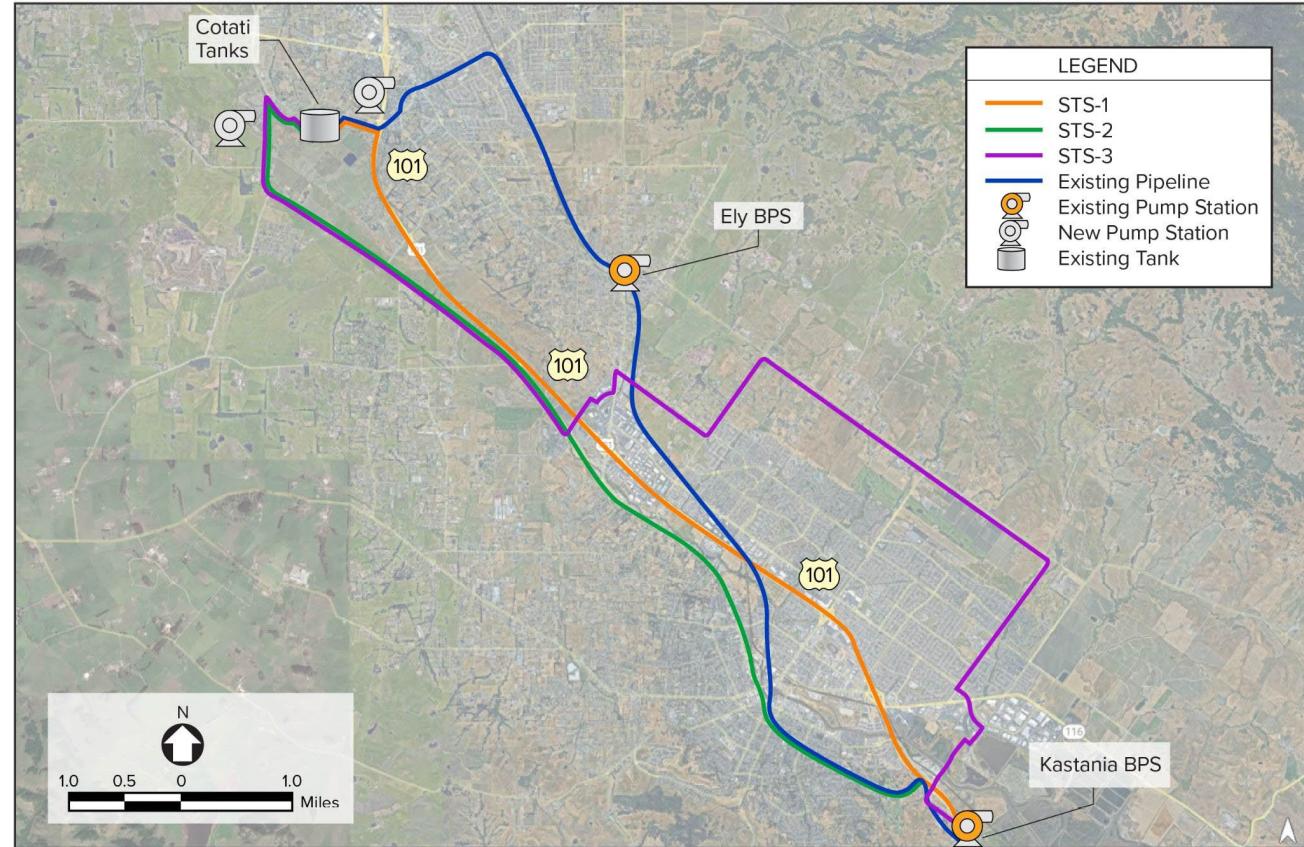 Cotati
Tanks
101
Ely BPS
101
101
116
Kastania BPS
LEGEND
STS-1
STS-2
STS-3
Existing Pipeline
Existing Pump Station
New Pump Station
Existing Tank
N
1.0 0.5 0 1.0
Miles